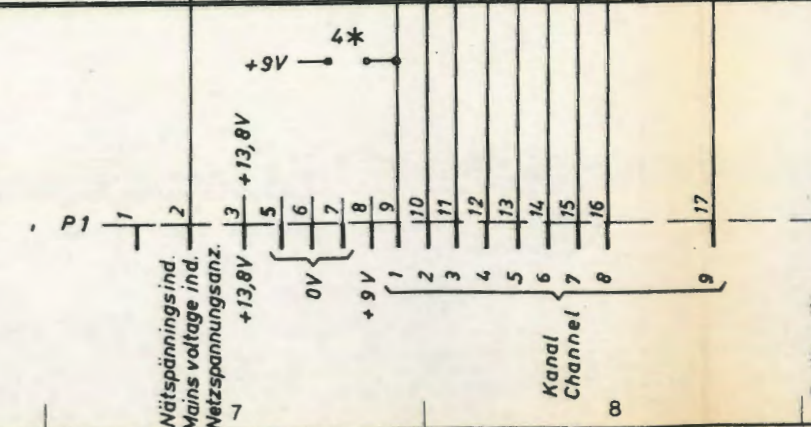 4*
+9V
+13,8V
P1 1 2 3 5 6 7 8 9 10 11 12 13 14 15 16 17
Nätspänningsind.
Mains voltage ind.
Netzspannungsanz.
+13,8V
0V
+9V
1 2 3 4 5 6 7 8 9
Kanal
Channel
7 8